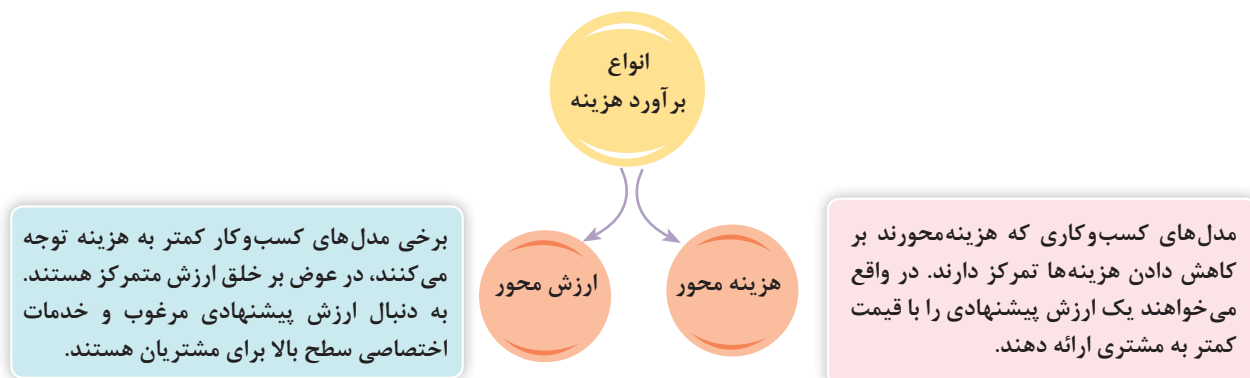 انواع
برآورد هزینه
هزینه محور
ارزش محور
مدل‌های کسب‌وکاری که هزینه‌محورند بر
کاهش دادن هزینه‌ها تمرکز دارند. در واقع
می‌خواهند یک ارزش پیشنهادی را با قیمت
کمتر به مشتری ارائه دهند.
برخی مدل‌های کسب‌وکار کمتر به هزینه توجه
می‌کنند، در عوض بر خلق ارزش متمرکز هستند.
به دنبال ارزش پیشنهادی مرغوب و خدمات
اختصاصی سطح بالا برای مشتریان هستند.